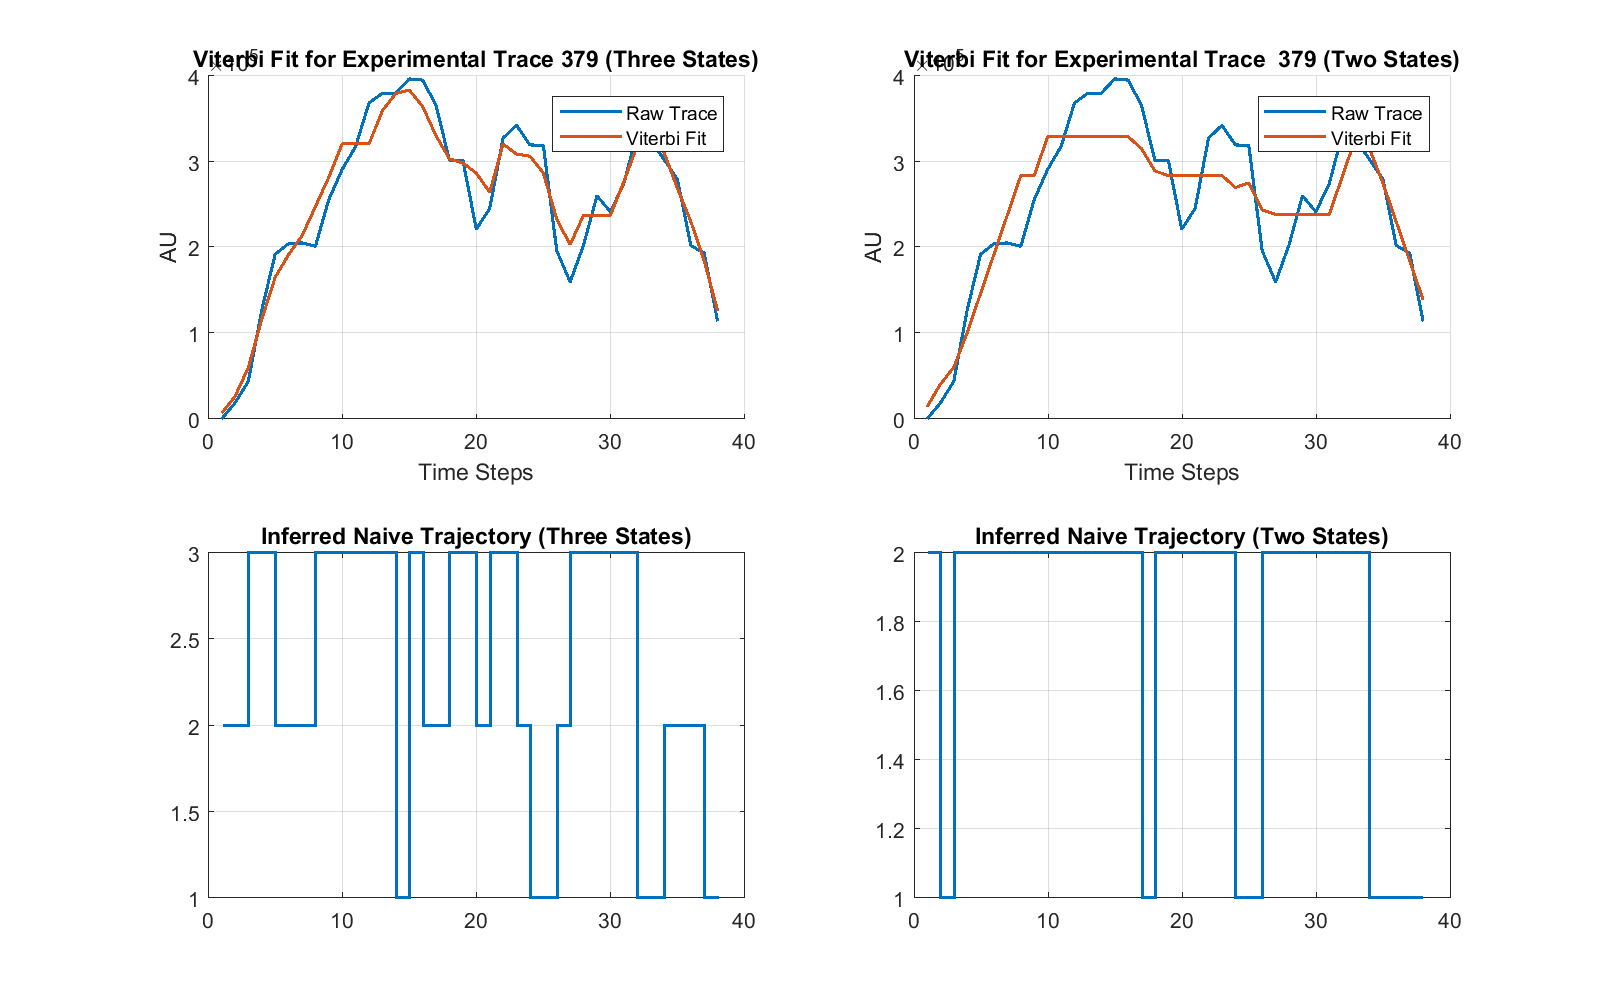 Viterbi Fit for Experimental Trace 379 (Three States)
×10^5
4
3
2
1
0
AU
0 10 20 30 40
Time Steps
Raw Trace
Viterbi Fit
Viterbi Fit for Experimental Trace  379 (Two States)
×10^5
4
3
2
1
0
AU
0 10 20 30 40
Time Steps
Raw Trace
Viterbi Fit
Inferred Naive Trajectory (Three States)
3
2.5
2
1.5
1
0 10 20 30 40
Inferred Naive Trajectory (Two States)
2
1.8
1.6
1.4
1.2
1
0 10 20 30 40